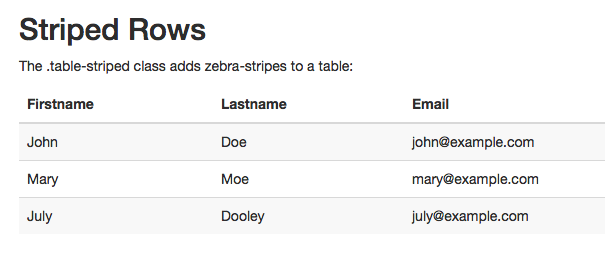 Striped Rows
The .table-striped class adds zebra-stripes to a table:
Firstname Lastname Email
John Doe john@example.com
Mary Moe mary@example.com
July Dooley july@example.com